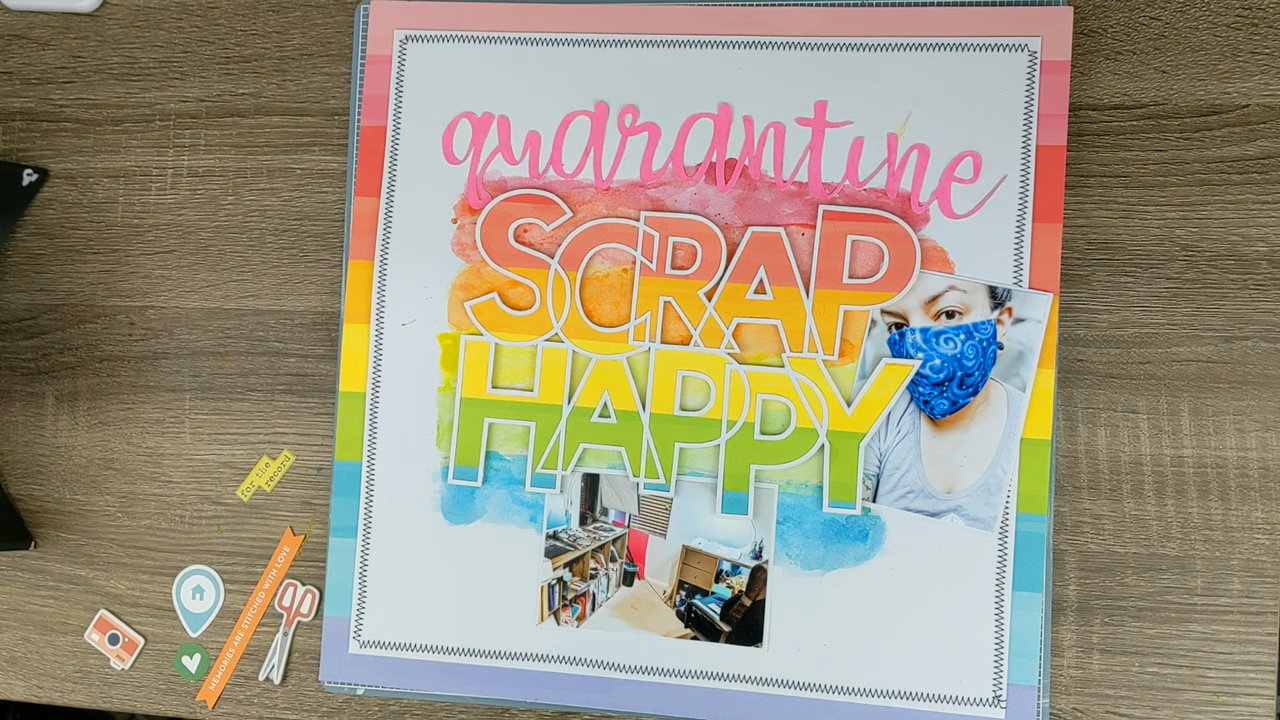 quarantine
SCRAP
HAPPY
for the
record
MEMORIES ARE STITCHED WITH LOVE